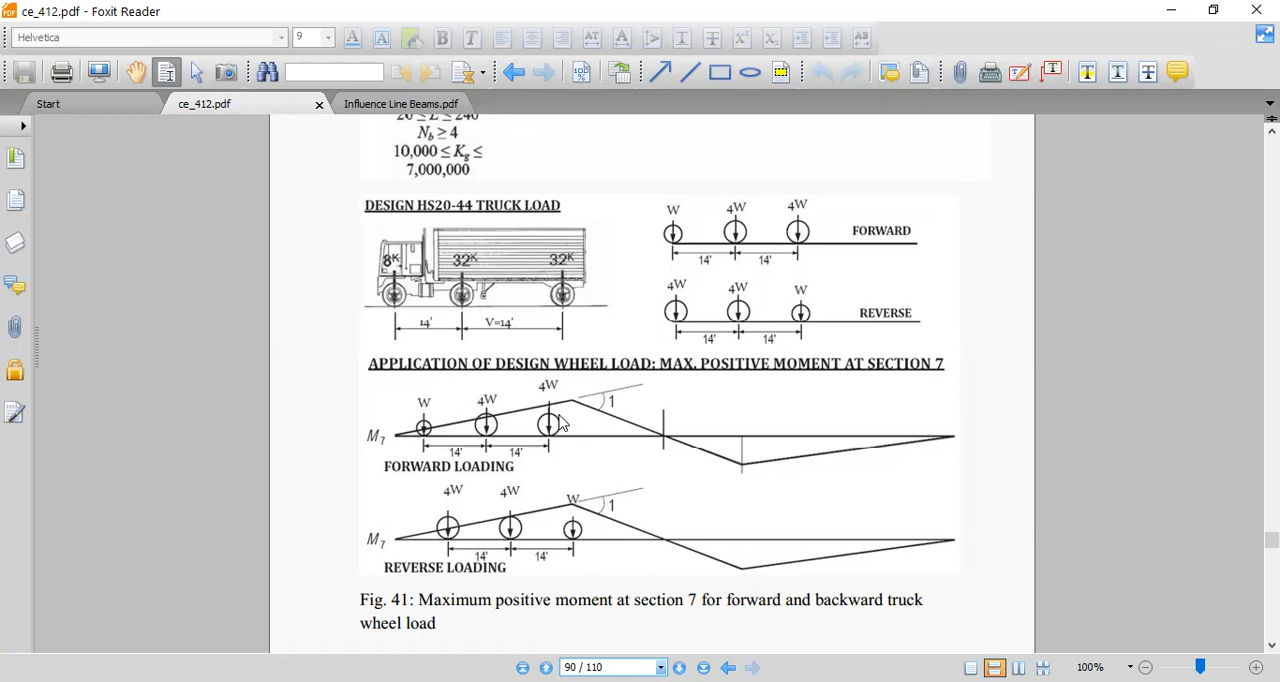 ce_412.pdf - Foxit Reader
Helvetica
9
Start
ce_412.pdf
Influence Line Beams.pdf
20 ≤ L ≤ 240
N_b ≥ 4
10,000 ≤ K_g ≤
7,000,000
DESIGN HS20-44 TRUCK LOAD
8K 32K 32K
14' V=14'
W 4W 4W
FORWARD
14' 14'
4W 4W W
REVERSE
14' 14'
APPLICATION OF DESIGN WHEEL LOAD: MAX. POSITIVE MOMENT AT SECTION 7
W 4W 4W
1
M7
14' 14'
FORWARD LOADING
4W 4W W
1
M7
14' 14'
REVERSE LOADING
Fig. 41: Maximum positive moment at section 7 for forward and backward truck
wheel load
90 / 110
100%